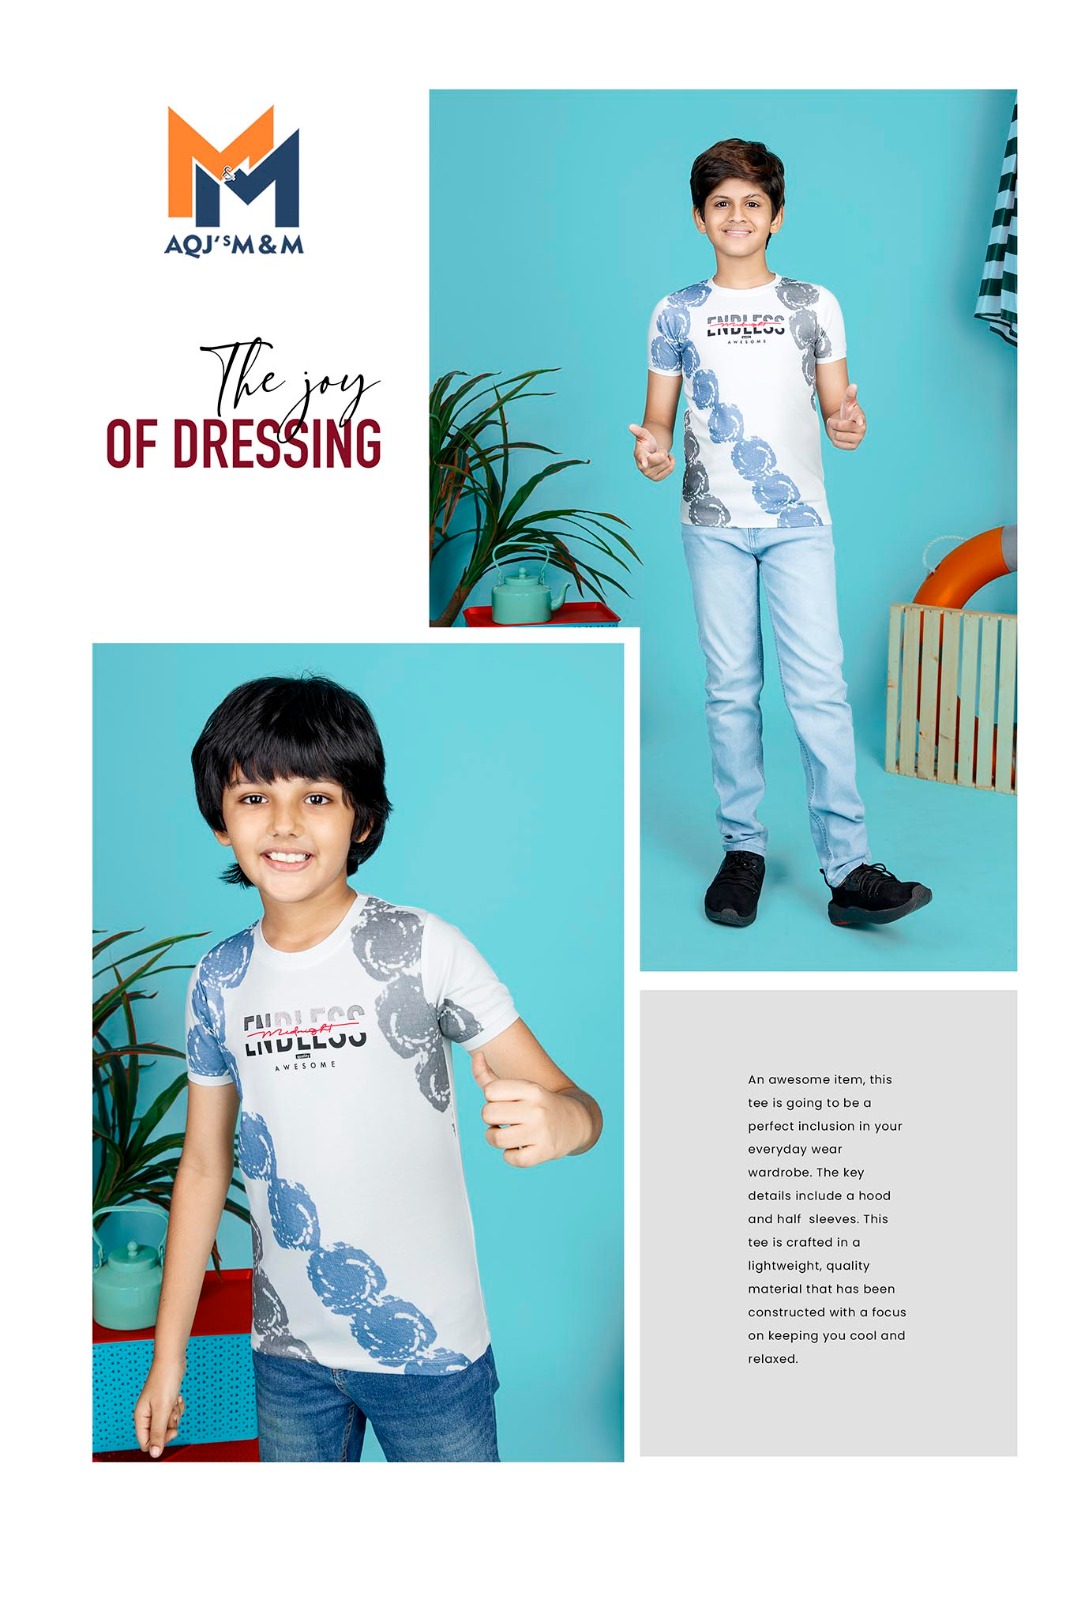 M&M
AQJ'S M&M
The joy
OF DRESSING
ENDLESS
Midnight
AWESOME
ENDLESS
Midnight
quality
AWESOME
An awesome item, this
tee is going to be a
perfect inclusion in your
everyday wear
wardrobe. The key
details include a hood
and half  sleeves. This
tee is crafted in a
lightweight, quality
material that has been
constructed with a focus
on keeping you cool and
relaxed.